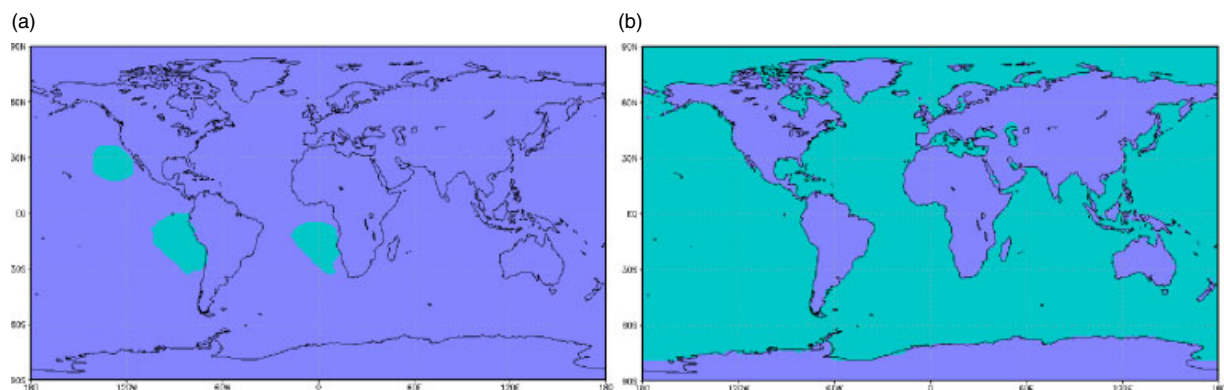 (a) (b)
90N 90N
60N 60N
30N 30N
EQ EQ
30S 30S
60S 60S
90S 90S
180 120W 60W 0 60E 120E 180 180 120W 60W 0 60E 120E 180